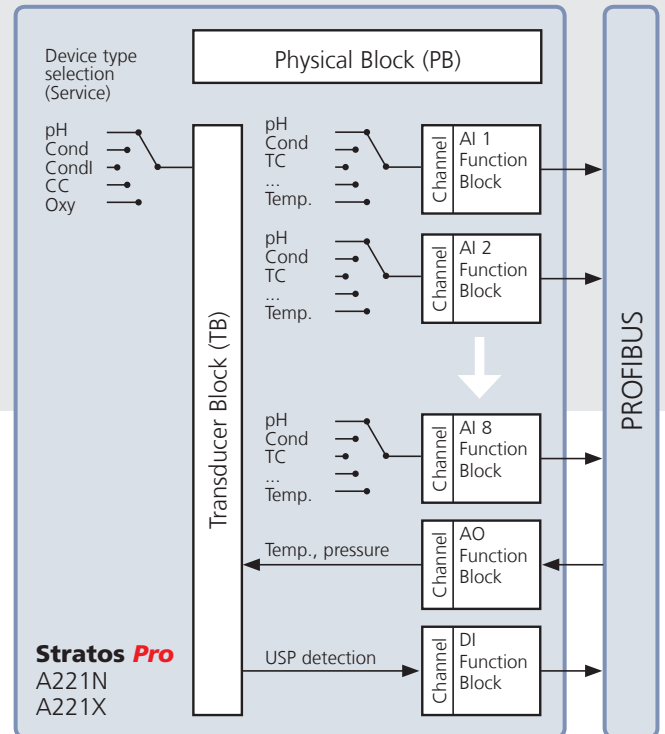 Device type
selection
(Service)
Physical Block (PB)
pH
Cond
CondI
CC
Oxy
Transducer Block (TB)
pH
Cond
TC
...
Temp.
Channel
AI 1
Function
Block
pH
Cond
TC
...
Temp.
Channel
AI 2
Function
Block
pH
Cond
TC
...
Temp.
Channel
AI 8
Function
Block
Temp., pressure
Channel
AO
Function
Block
USP detection
Channel
DI
Function
Block
PROFIBUS
Stratos Pro
A221N
A221X